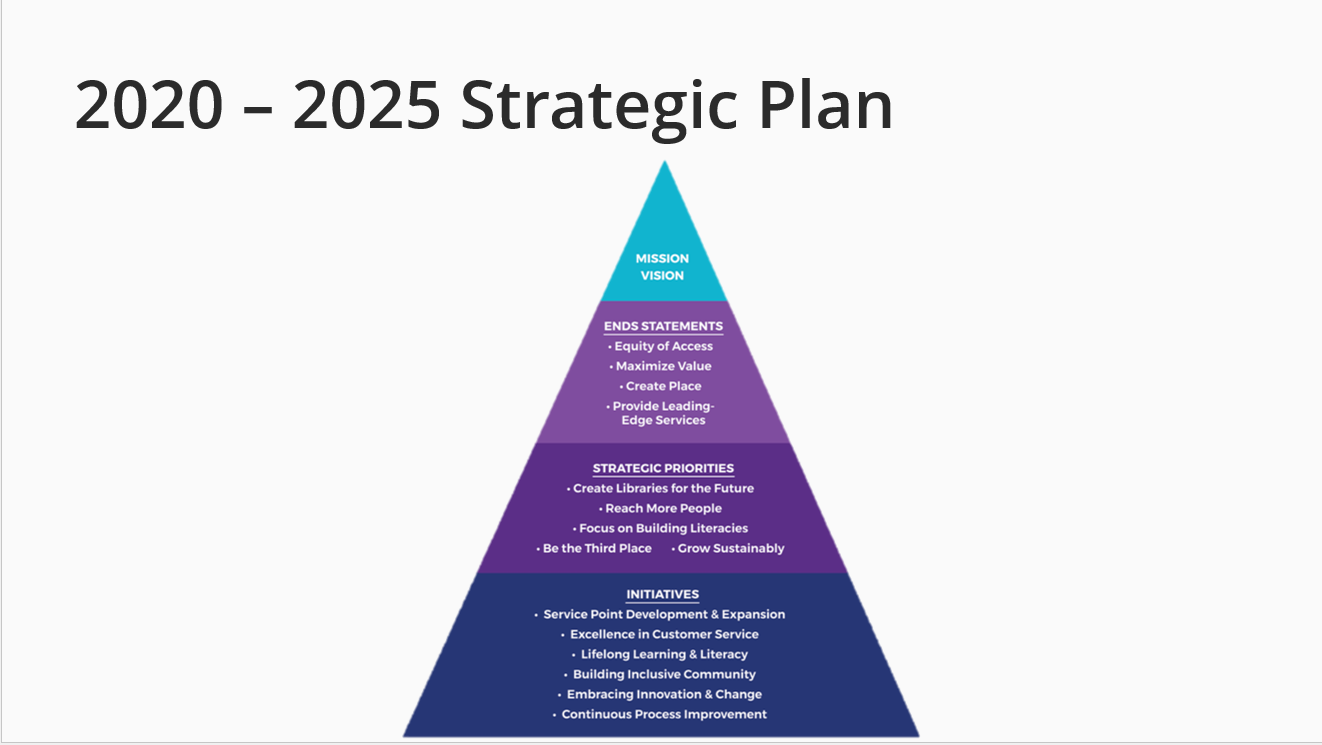 2020 – 2025 Strategic Plan
MISSION
VISION
ENDS STATEMENTS
• Equity of Access
• Maximize Value
• Create Place
• Provide Leading-
Edge Services
STRATEGIC PRIORITIES
• Create Libraries for the Future
• Reach More People
• Focus on Building Literacies
• Be the Third Place • Grow Sustainably
INITIATIVES
• Service Point Development & Expansion
• Excellence in Customer Service
• Lifelong Learning & Literacy
• Building Inclusive Community
• Embracing Innovation & Change
• Continuous Process Improvement